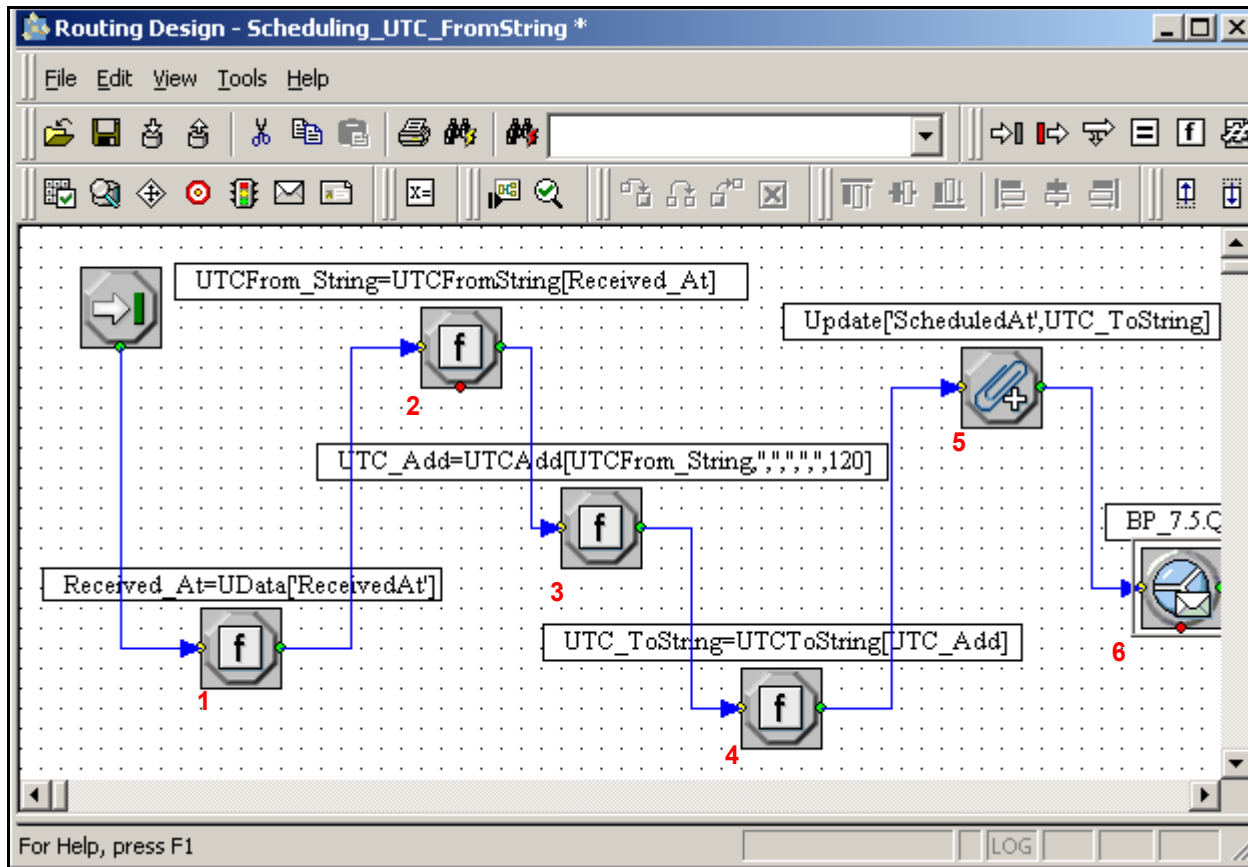 Routing Design - Scheduling_UTC_FromString *
File Edit View Tools Help
X=
f
UTCFrom_String=UTCFromString[Received_At]
f
2
Update['ScheduledAt',UTC_ToString]
5
UTC_Add=UTCAdd[UTCFrom_String,'','','','','',120]
f
3
BP_7.5.Q
6
Received_At=UData['ReceivedAt']
f
1
UTC_ToString=UTCToString[UTC_Add]
f
4
For Help, press F1
LOG